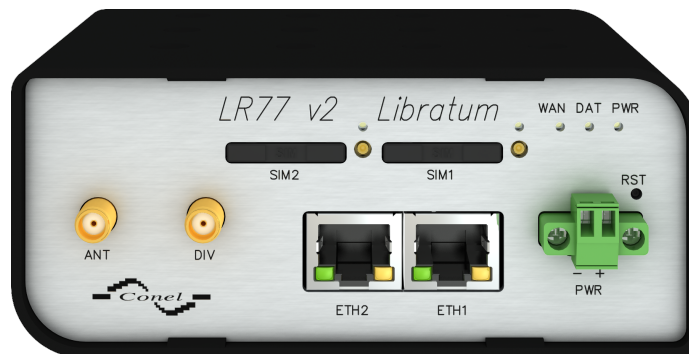 LR77 v2 Libratum
WAN DAT PWR
SIM2 SIM1
RST
ANT DIV
Conel
ETH2 ETH1
- +
PWR